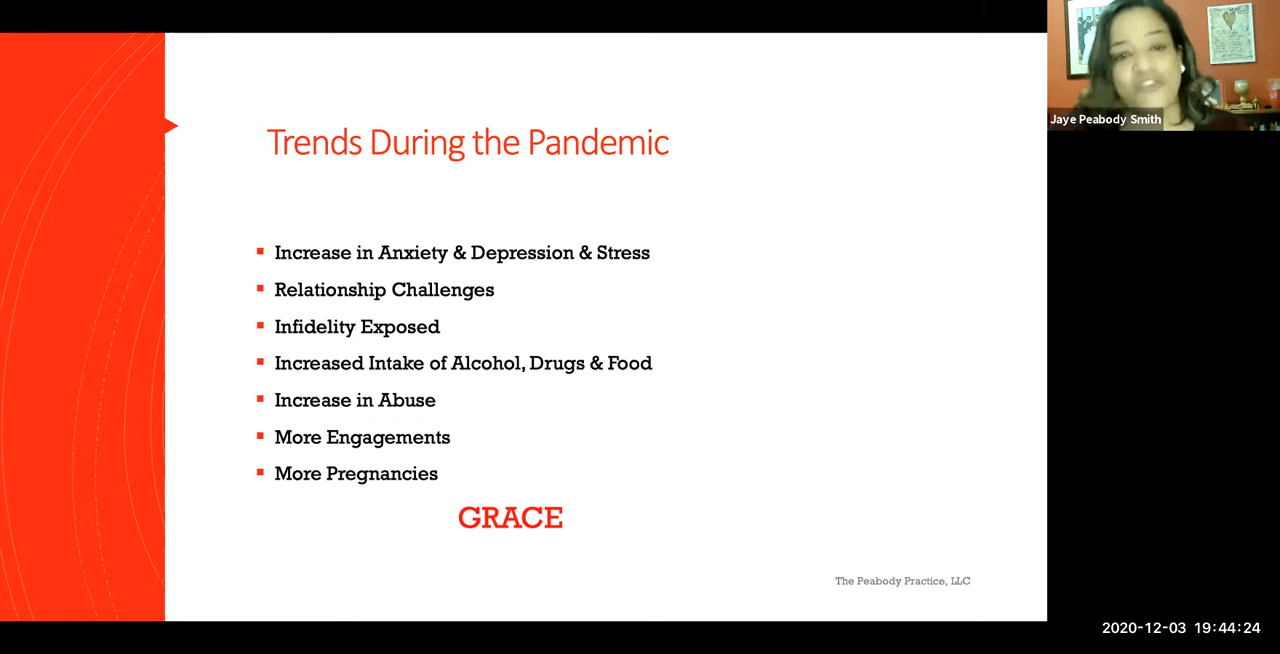 Trends During the Pandemic
Increase in Anxiety & Depression & Stress
Relationship Challenges
Infidelity Exposed
Increased Intake of Alcohol, Drugs & Food
Increase in Abuse
More Engagements
More Pregnancies
GRACE
The Peabody Practice, LLC
Jaye Peabody Smith
2020-12-03 19:44:24